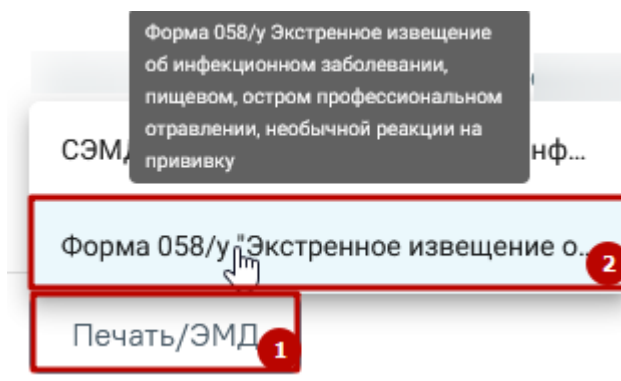 Форма 058/у Экстренное извещение
об инфекционном заболевании,
пищевом, остром профессиональном
отравлении, необычной реакции на
прививку
СЭМД нф...
Форма 058/у "Экстренное извещение о...
2
Печать/ЭМД
1